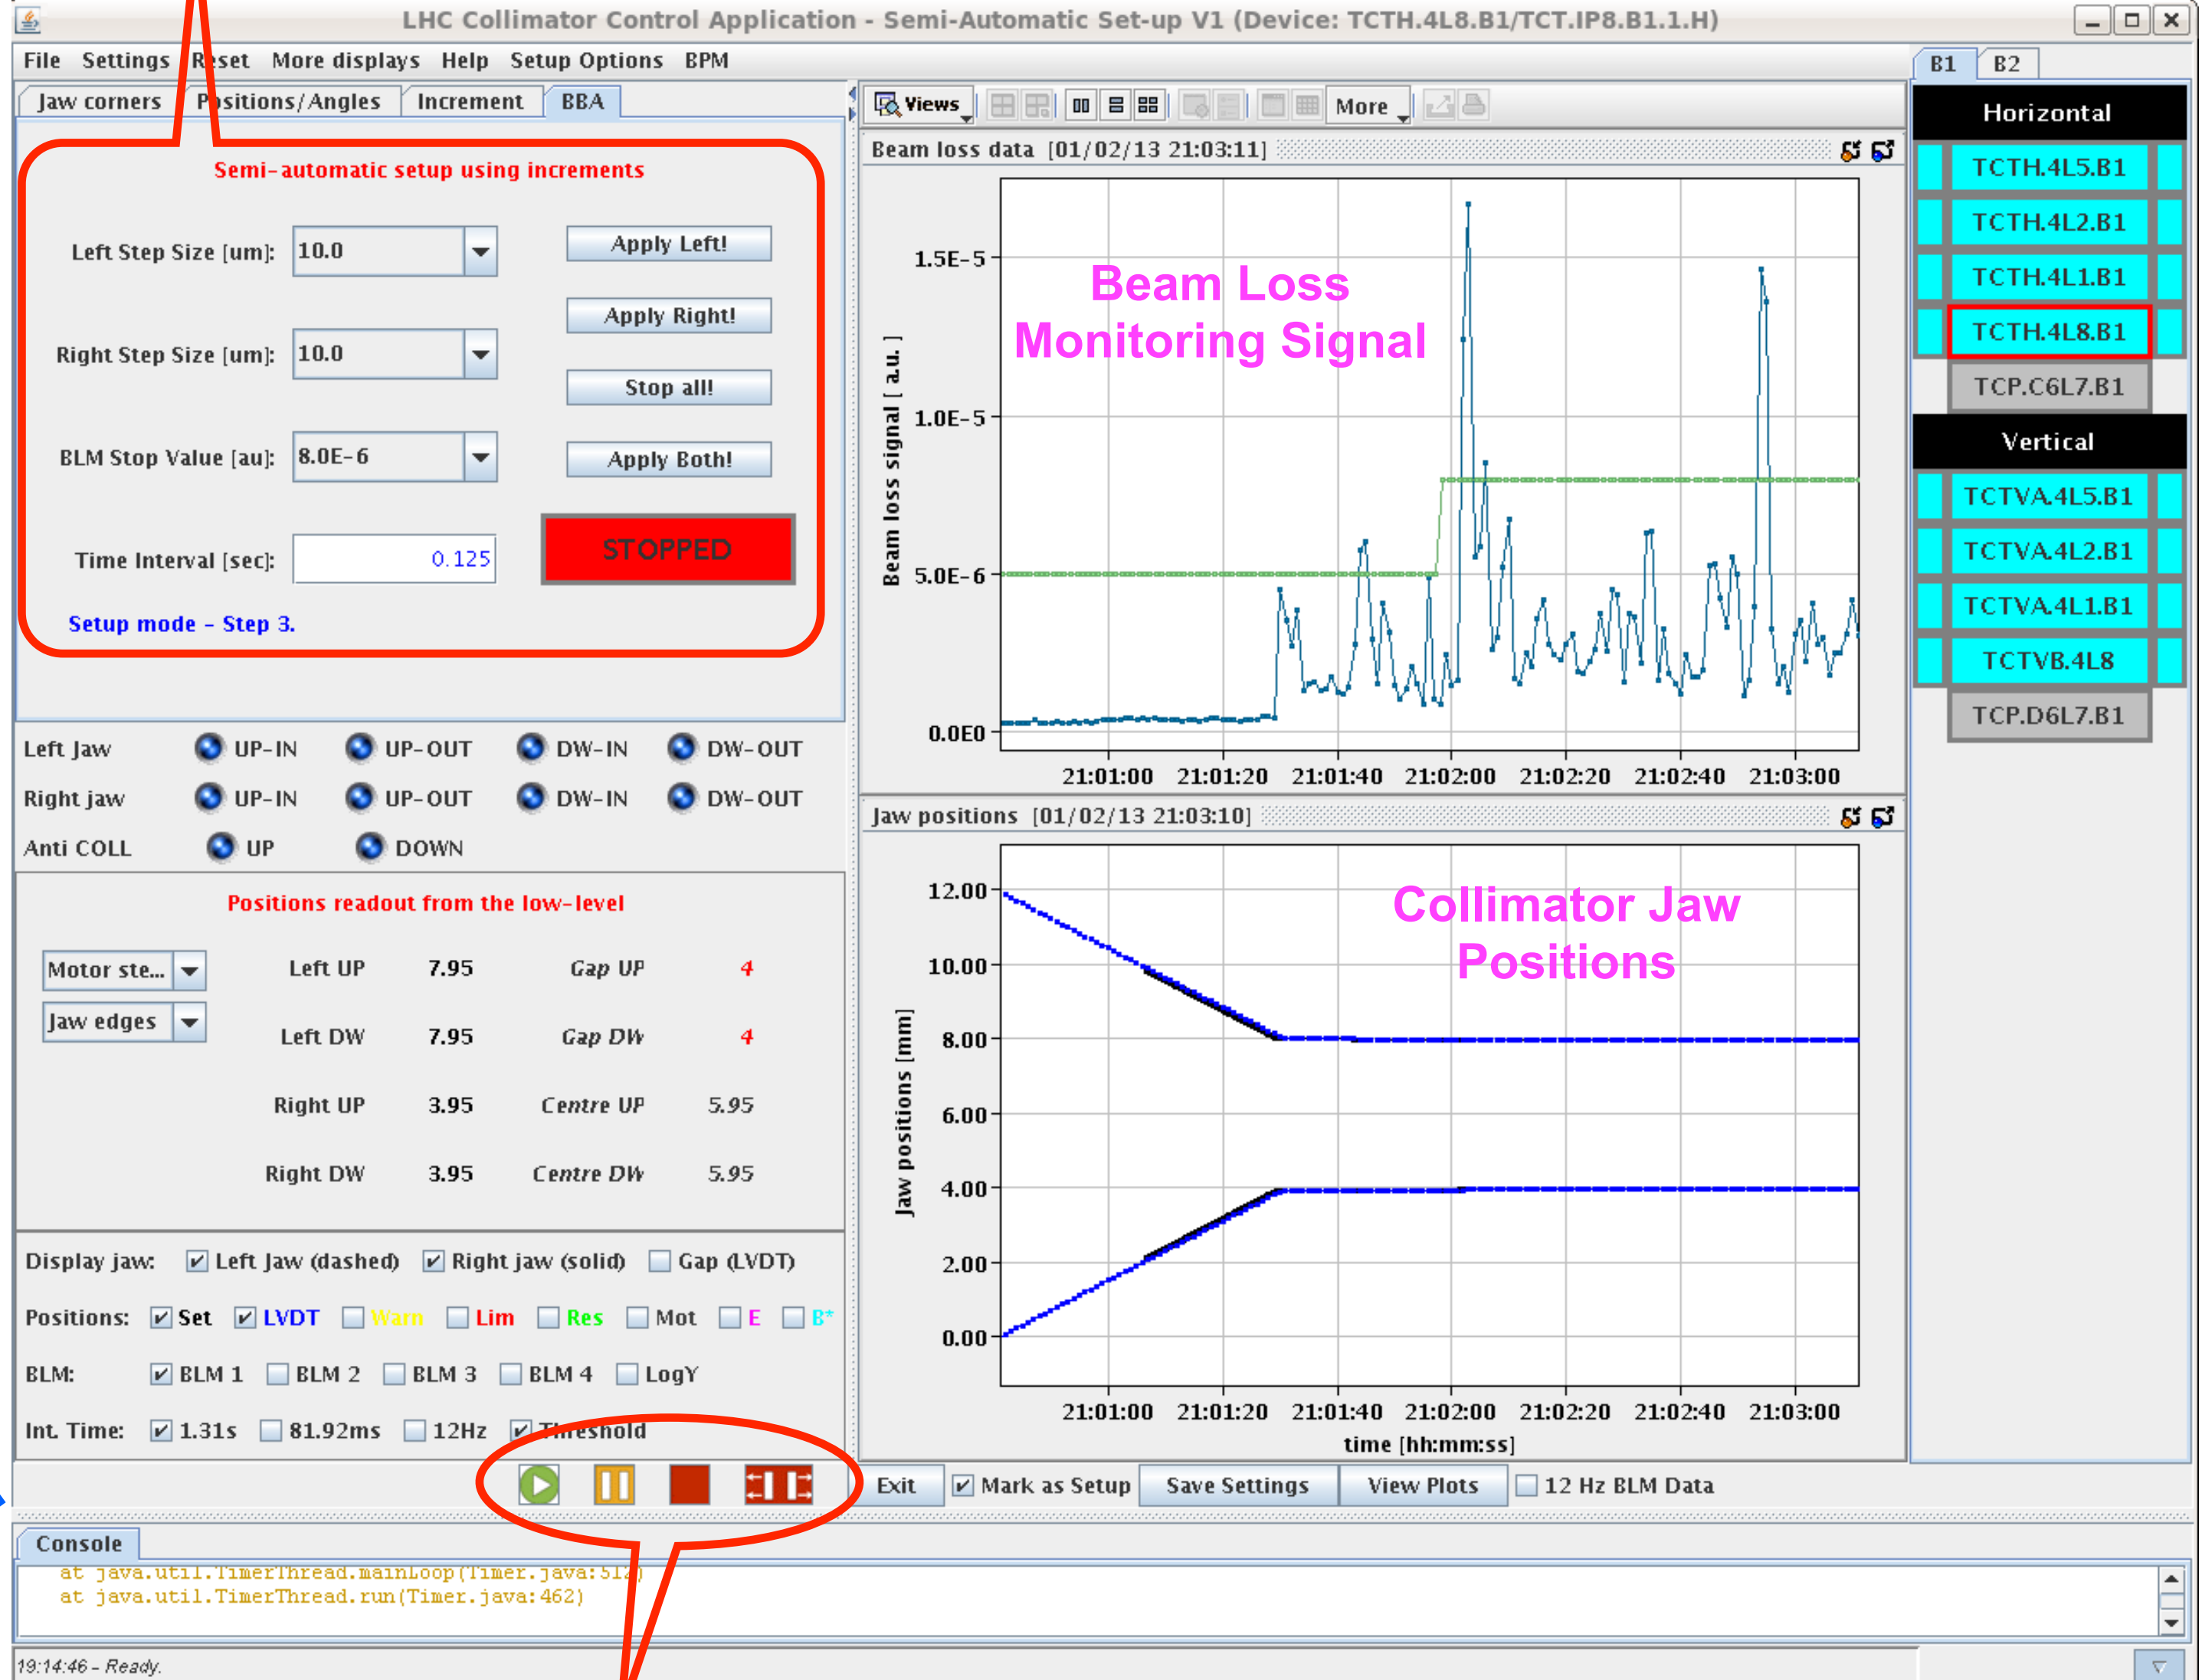 LHC Collimator Control Application - Semi-Automatic Set-up V1 (Device: TCTH.4L8.B1/TCT.IP8.B1.1.H)
File Settings Reset More displays Help Setup Options BPM
Jaw corners Positions/Angles Increment BBA
Semi-automatic setup using increments
Left Step Size [um]: 10.0 Apply Left!
Apply Right!
Right Step Size [um]: 10.0
Stop all!
BLM Stop Value [au]: 8.0E-6 Apply Both!
Time Interval [sec]: 0.125 STOPPED
Setup mode - Step 3.
Left Jaw UP-IN UP-OUT DW-IN DW-OUT
Right jaw UP-IN UP-OUT DW-IN DW-OUT
Anti COLL UP DOWN
Positions readout from the low-level
Motor ste... Left UP 7.95 Gap UP 4
Jaw edges Left DW 7.95 Gap DW 4
Right UP 3.95 Centre UP 5.95
Right DW 3.95 Centre DW 5.95
Display jaw: Left Jaw (dashed) Right jaw (solid) Gap (LVDT)
Positions: Set LVDT Warn Lim Res Mot E B*
BLM: BLM 1 BLM 2 BLM 3 BLM 4 LogY
Int. Time: 1.31s 81.92ms 12Hz Threshold
Views More
Beam loss data [01/02/13 21:03:11]
Beam Loss
Monitoring Signal
Beam loss signal [ a.u. ]
1.5E-5
1.0E-5
5.0E-6
0.0E0
21:01:00 21:01:20 21:01:40 21:02:00 21:02:20 21:02:40 21:03:00
Jaw positions [01/02/13 21:03:10]
Collimator Jaw
Positions
Jaw positions [mm]
12.00
10.00
8.00
6.00
4.00
2.00
0.00
21:01:00 21:01:20 21:01:40 21:02:00 21:02:20 21:02:40 21:03:00
time [hh:mm:ss]
Exit Mark as Setup Save Settings View Plots 12 Hz BLM Data
B1 B2
Horizontal
TCTH.4L5.B1
TCTH.4L2.B1
TCTH.4L1.B1
TCTH.4L8.B1
TCP.C6L7.B1
Vertical
TCTVA.4L5.B1
TCTVA.4L2.B1
TCTVA.4L1.B1
TCTVB.4L8
TCP.D6L7.B1
Console
at java.util.TimerThread.mainLoop(Timer.java:512)
at java.util.TimerThread.run(Timer.java:462)
19:14:46 - Ready.